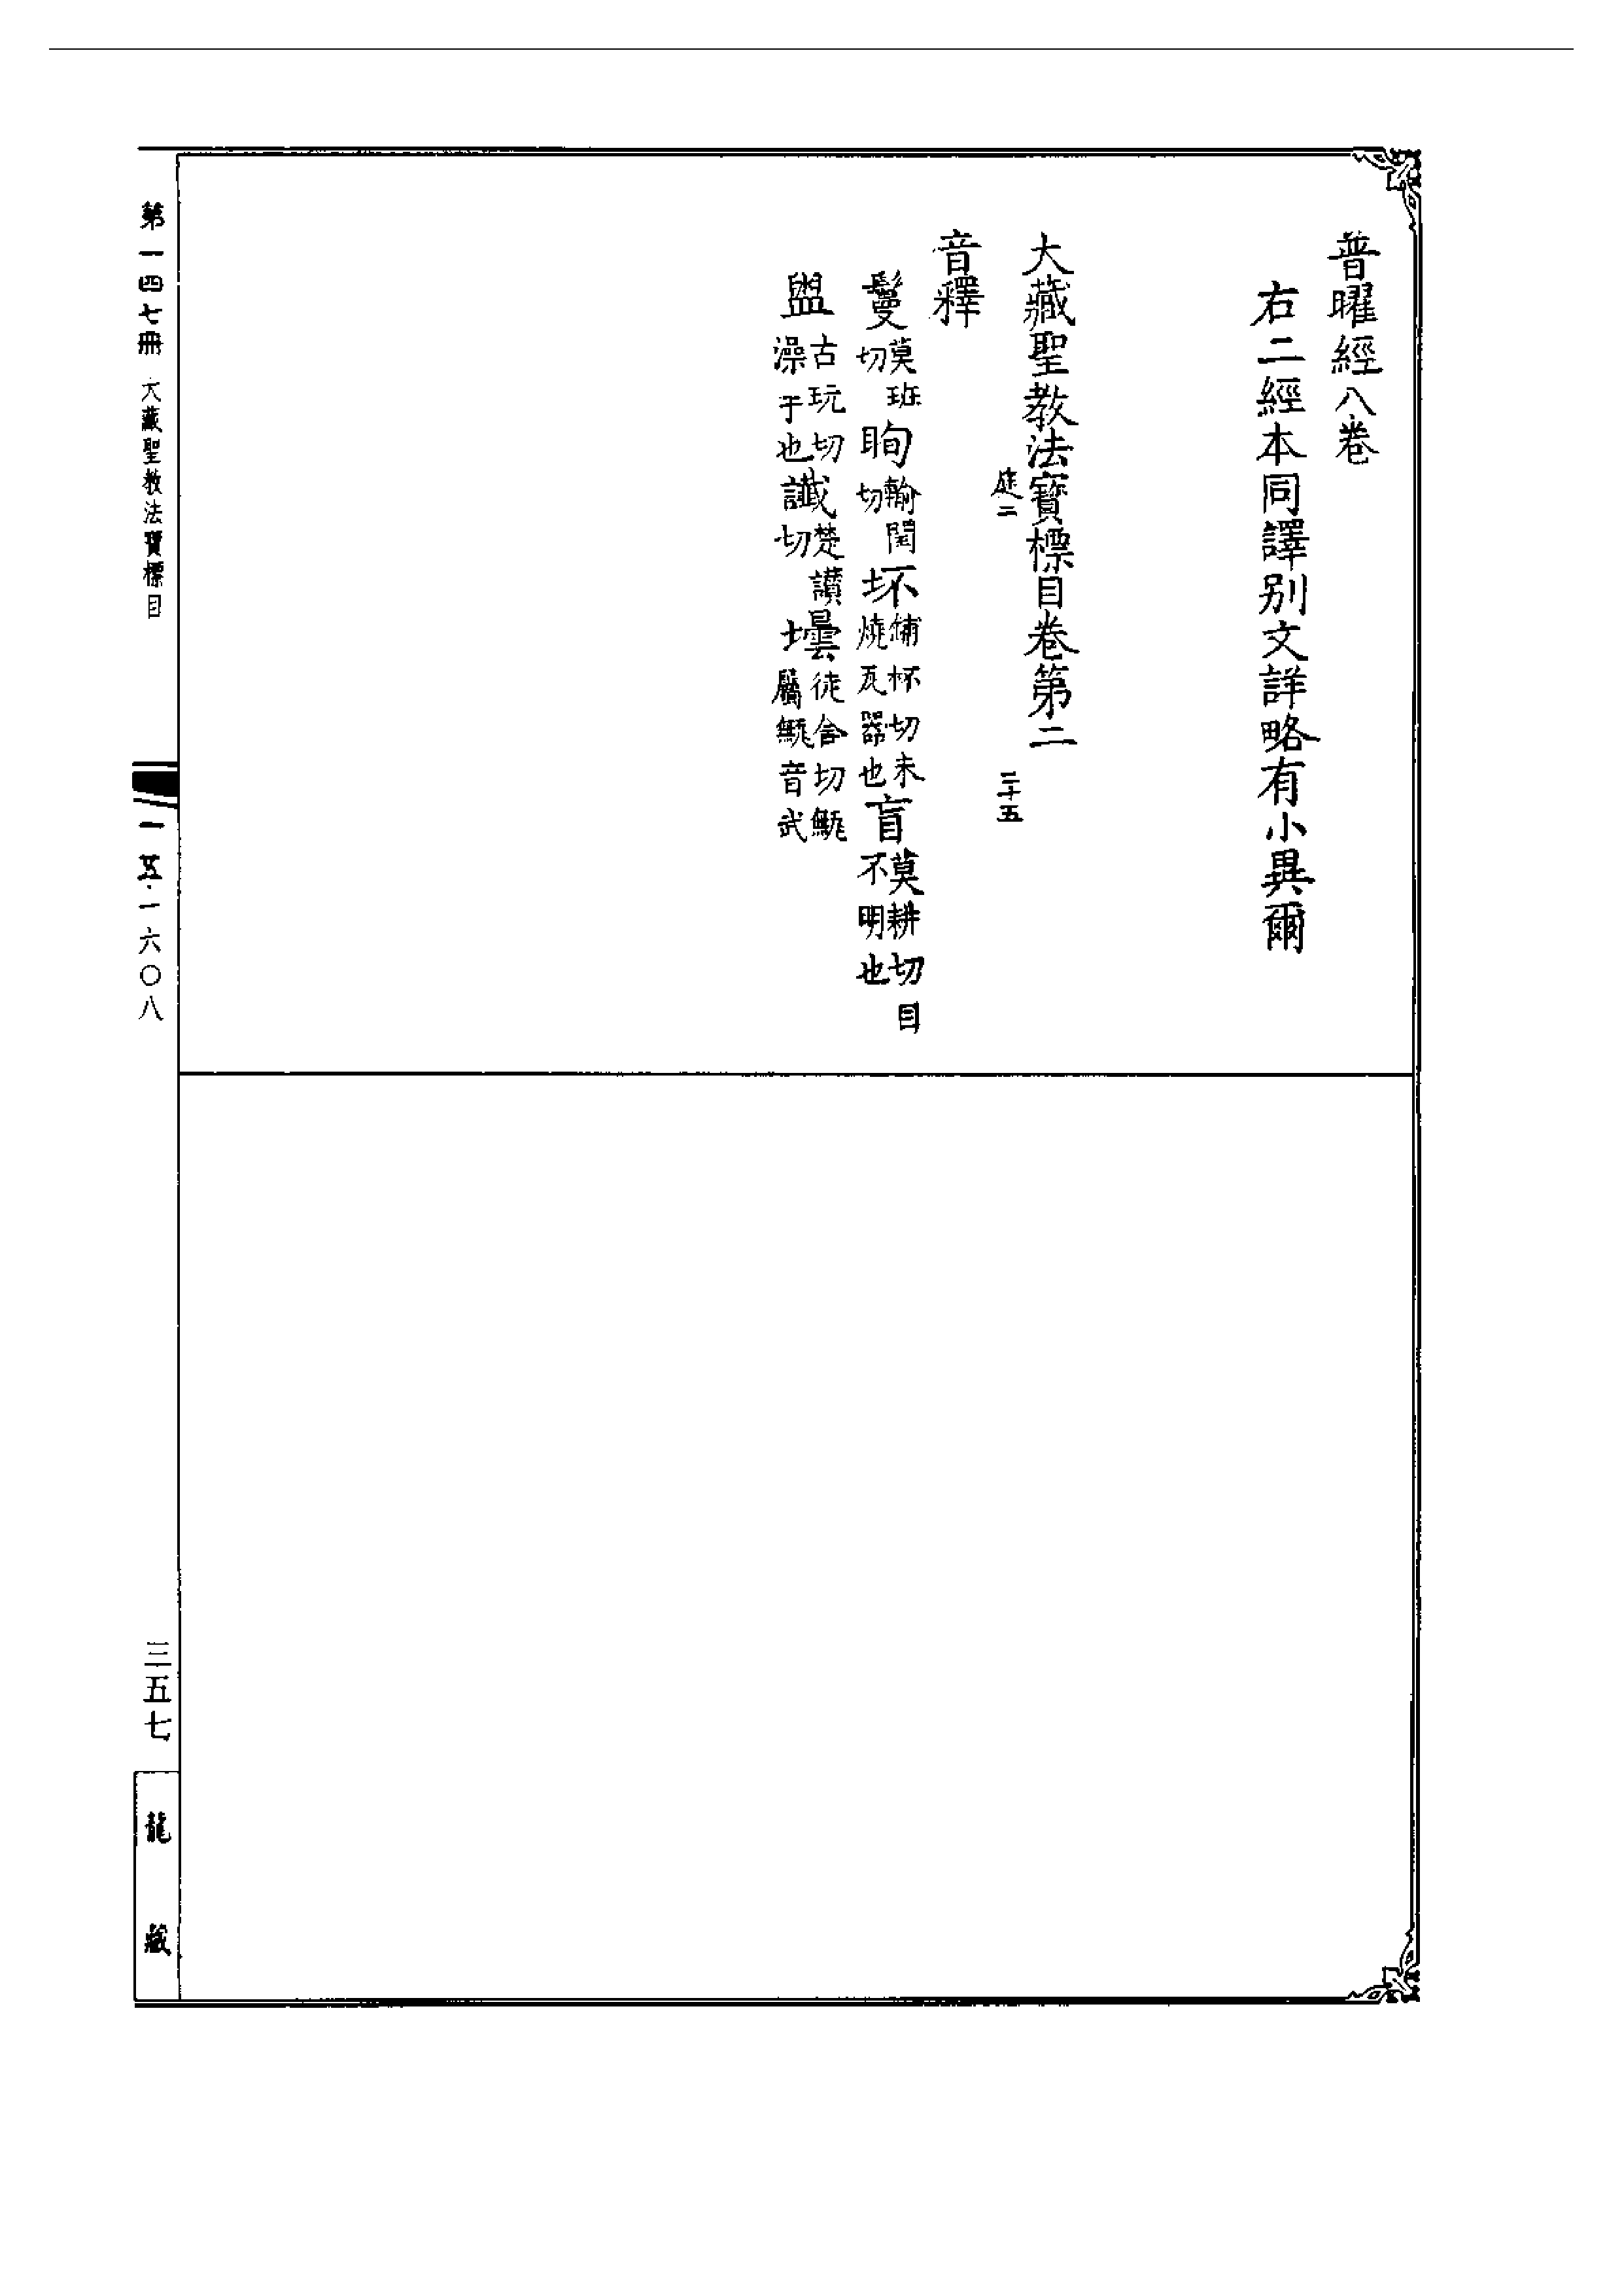 普曜經八卷
右二經本同譯別文詳略有小異爾
大藏聖教法寶標目卷第二
庭二
二十五
音釋
鬘莫班切眴輸閏切坏鋪杯切未燒瓦器也盲莫耕切目不明也
盥古玩切澡手也讖楚譖切壜徒含切甒屬甒音武
第一四七冊 大藏聖教法寶標目
一五·一六〇八
三五七
龍藏